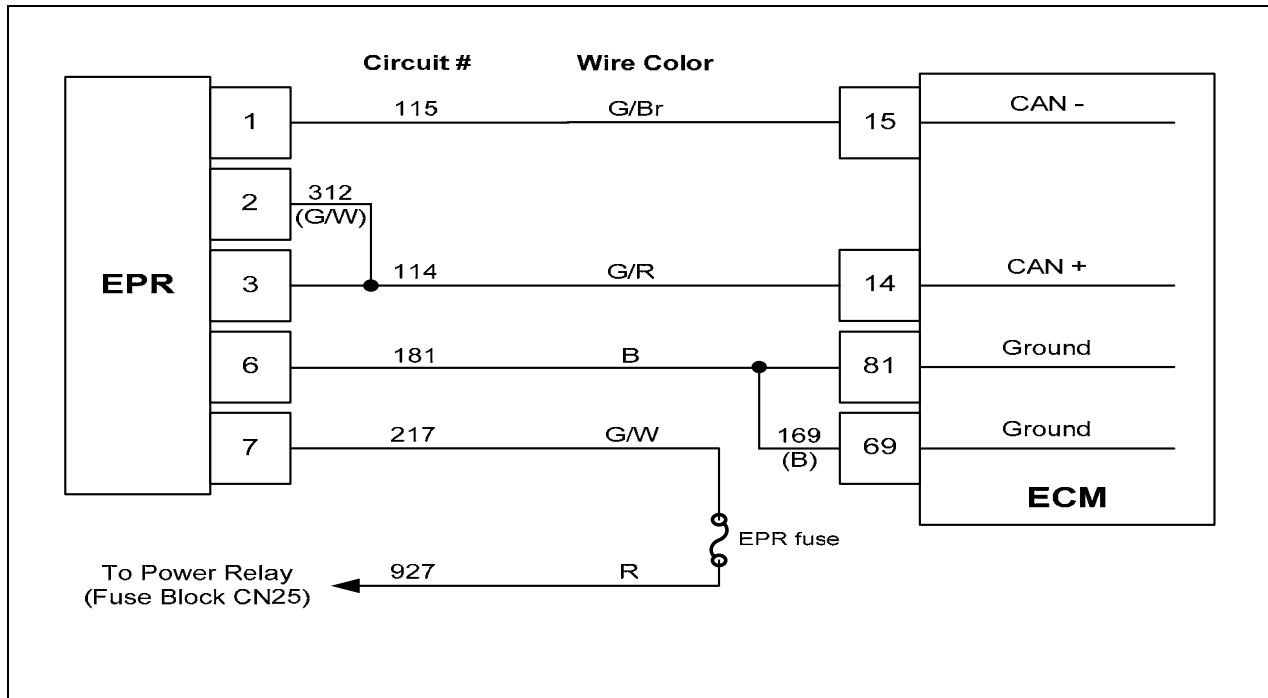 Circuit # Wire Color
1 115 G/Br 15 CAN -
2 312
(G/W)
EPR
3 114 G/R 14 CAN +
6 181 B 81 Ground
7 217 G/W 169
(B) 69 Ground
ECM
EPR fuse
To Power Relay
(Fuse Block CN25)
927 R